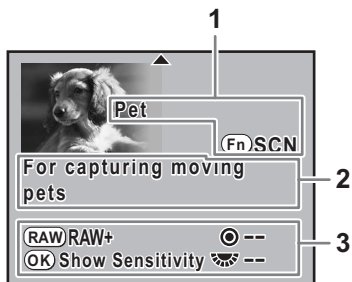 1
Pet
Fn SCN
For capturing moving
pets
2
RAW RAW+ --
OK Show Sensitivity --
3